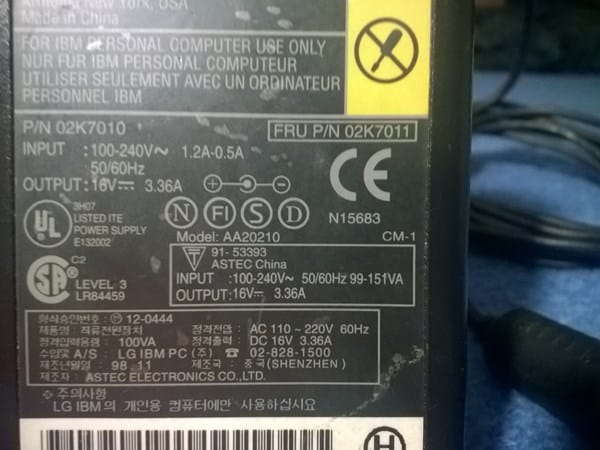 Armonk, New York, USA
Made in China
FOR IBM PERSONAL COMPUTER USE ONLY
NUR FUR IBM PERSONAL COMPUTEUR
UTILISER SEULEMENT AVEC UN ORDINATEUR
PERSONNEL IBM
P/N 02K7010
FRU P/N 02K7011
INPUT :100-240V~ 1.2A-0.5A
50/60Hz
OUTPUT:16V⎓ 3.36A
CE
N15683
UL
3H07
LISTED ITE
POWER SUPPLY
E132002
N FI S D
Model: AA20210
CM-1
SA
C2
LEVEL 3
LR84459
91- 53393
ASTEC China
INPUT :100-240V~ 50/60Hz 99-151VA
OUTPUT:16V⎓ 3.36A
형식승인번호: 12-0444
제품명: 직류전원장치 정격전압: AC 110~220V 60Hz
정격입력용량: 100VA 정격출력: DC 16V 3.36A
수입및 A/S: LG IBM PC (주) ☎ 02-828-1500
제조년월일: 98.11 제조국: 중국(SHENZHEN)
제조자: ASTEC ELECTRONICS CO.,LTD.
※ 주의사항
LG IBM의 개인용 컴퓨터에만 사용하십시요
H